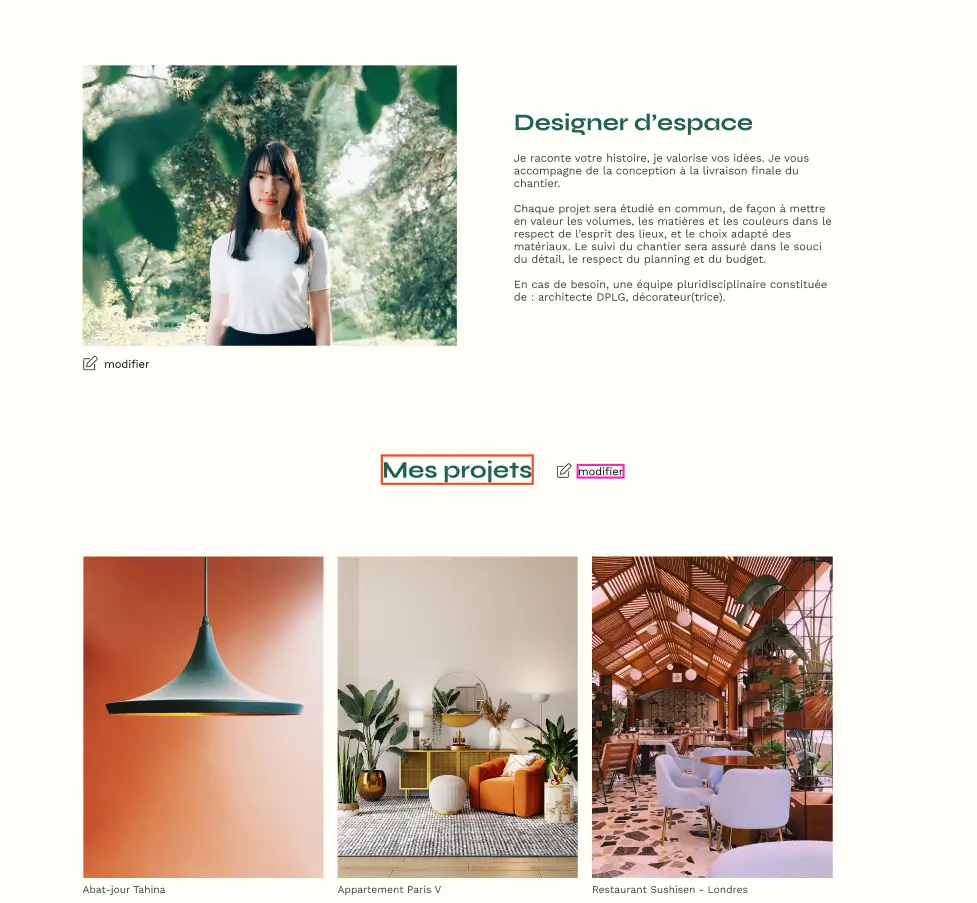 Designer d’espace
Je raconte votre histoire, je valorise vos idées. Je vous
accompagne de la conception à la livraison finale du
chantier.
Chaque projet sera étudié en commun, de façon à mettre
en valeur les volumes, les matières et les couleurs dans le
respect de l’esprit des lieux, et le choix adapté des
matériaux. Le suivi du chantier sera assuré dans le souci
du détail, le respect du planning et du budget.
En cas de besoin, une équipe pluridisciplinaire constituée
de : architecte DPLG, décorateur(trice).
modifier
Mes projets
modifier
Abat-jour Tahina
Appartement Paris V
Restaurant Sushisen - Londres